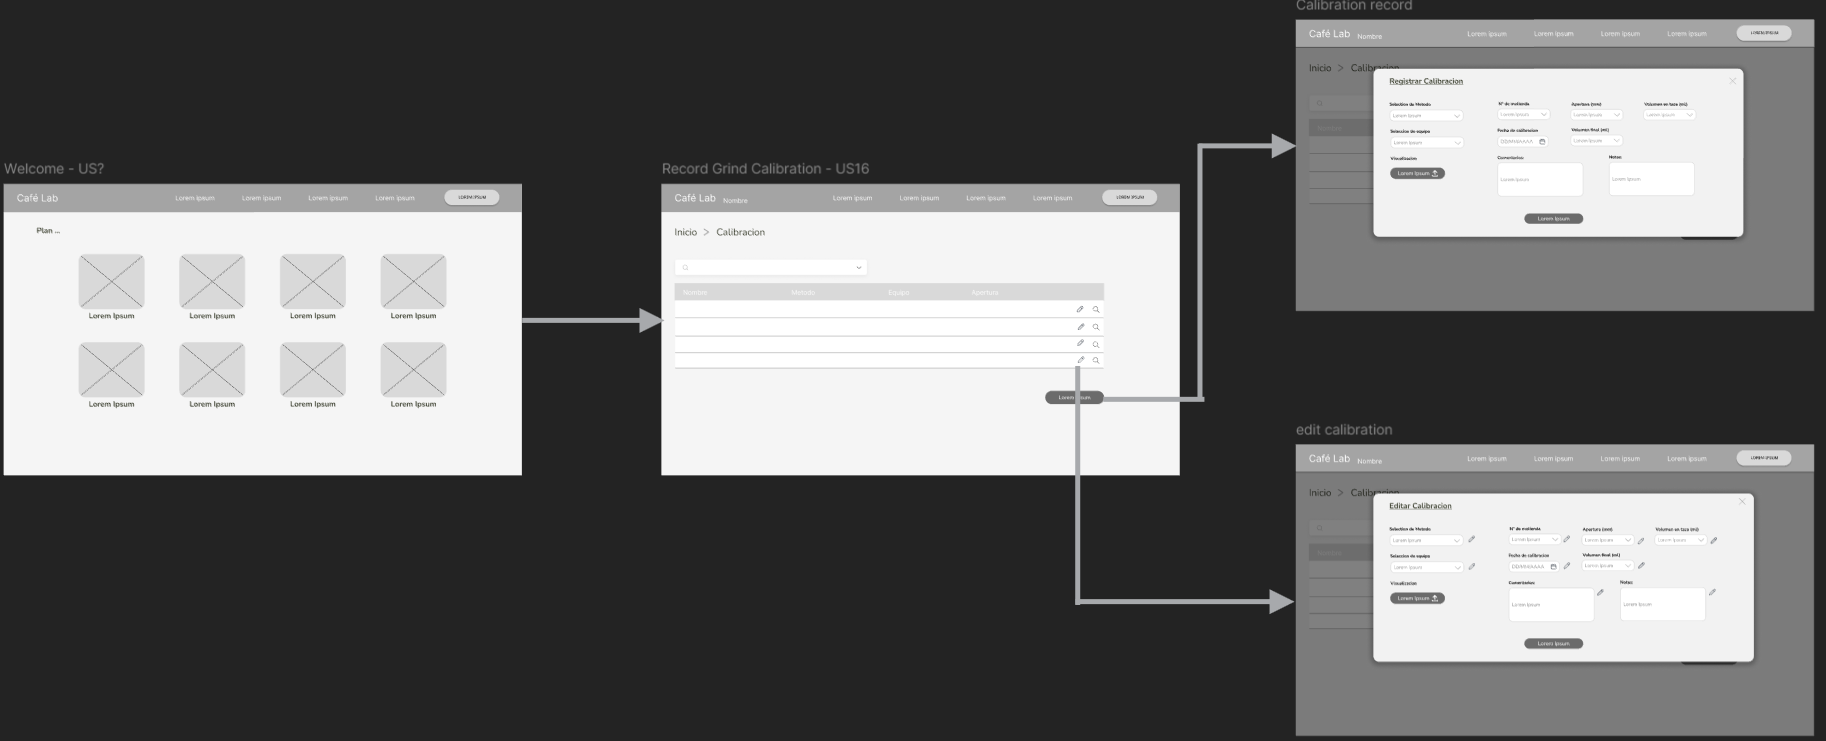 Welcome - US?
Café Lab
Lorem Ipsum
Lorem Ipsum
Lorem Ipsum
Lorem Ipsum
LOREM IPSUM
Plan ...
Lorem Ipsum
Lorem Ipsum
Lorem Ipsum
Lorem Ipsum
Lorem Ipsum
Lorem Ipsum
Lorem Ipsum
Lorem Ipsum
Record Grind Calibration - US16
Café Lab Nombre
Lorem Ipsum
Lorem Ipsum
Lorem Ipsum
Lorem Ipsum
LOREM IPSUM
Inicio > Calibracion
Nombre
Metodo
Equipo
Apertura
Lorem Ipsum
Calibration record
Café Lab Nombre
Lorem Ipsum
Lorem Ipsum
Lorem Ipsum
Lorem Ipsum
LOREM IPSUM
Inicio > Calibracion
Registrar Calibracion
Selection de Metodo
Nº de molienda
Apertura (mm)
Volumen en taza (ml)
Lorem Ipsum
Lorem Ipsum
Lorem Ipsum
Lorem Ipsum
Seleccion de equipo
Fecha de calibracion
Volumen final (ml)
Lorem Ipsum
DD/MM/AAAA
Lorem Ipsum
Visualizacion
Comentarios:
Notas:
Lorem Ipsum
Lorem Ipsum
Lorem Ipsum
Lorem Ipsum
edit calibration
Café Lab Nombre
Lorem Ipsum
Lorem Ipsum
Lorem Ipsum
Lorem Ipsum
LOREM IPSUM
Inicio > Calibracion
Editar Calibracion
Selection de Metodo
Nº de molienda
Apertura (mm)
Volumen en taza (ml)
Lorem Ipsum
Lorem Ipsum
Lorem Ipsum
Lorem Ipsum
Seleccion de equipo
Fecha de calibracion
Volumen final (ml)
Lorem Ipsum
DD/MM/AAAA
Lorem Ipsum
Visualizacion
Comentarios:
Notas:
Lorem Ipsum
Lorem Ipsum
Lorem Ipsum
Lorem Ipsum